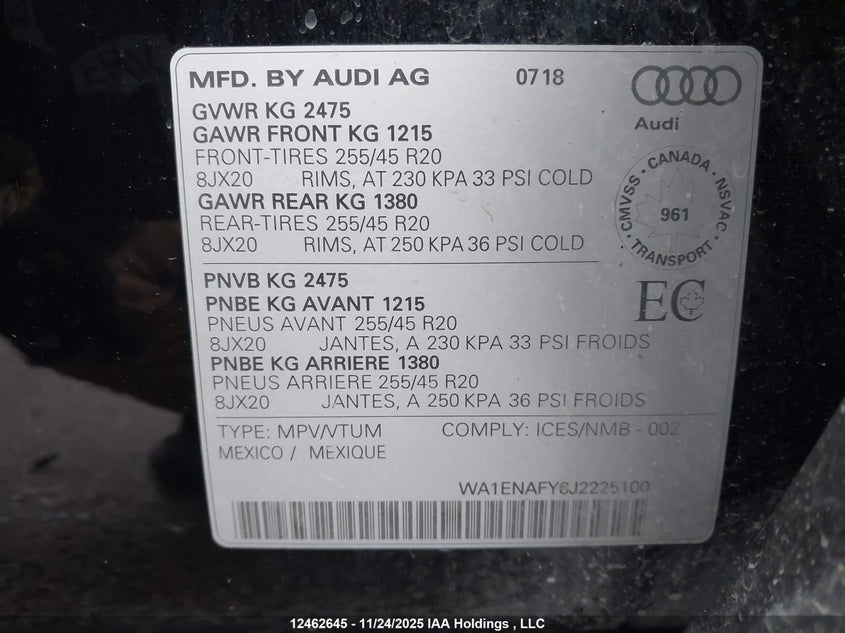 MFD. BY AUDI AG 0718
Audi
GVWR KG 2475
GAWR FRONT KG 1215
FRONT-TIRES 255/45 R20
8JX20 RIMS, AT 230 KPA 33 PSI COLD
GAWR REAR KG 1380
REAR-TIRES 255/45 R20
8JX20 RIMS, AT 250 KPA 36 PSI COLD
CMVSS - CANADA - NSVAC
961
TRANSPORT
PNVB KG 2475
PNBE KG AVANT 1215
PNEUS AVANT 255/45 R20
8JX20 JANTES, A 230 KPA 33 PSI FROIDS
PNBE KG ARRIERE 1380
PNEUS ARRIERE 255/45 R20
8JX20 JANTES, A 250 KPA 36 PSI FROIDS
EC
TYPE: MPV/VTUM COMPLY: ICES/NMB - 002
MEXICO / MEXIQUE
WA1ENAFY6J2225100
12462645 - 11/24/2025 IAA Holdings , LLC